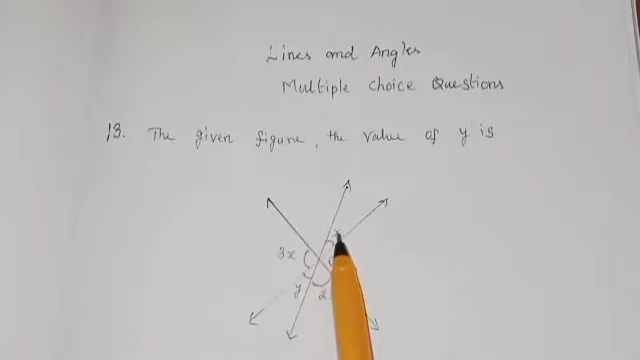 Lines and Angles
Multiple choice Questions
13. The given figure, the value of y is
x
3x
y
2